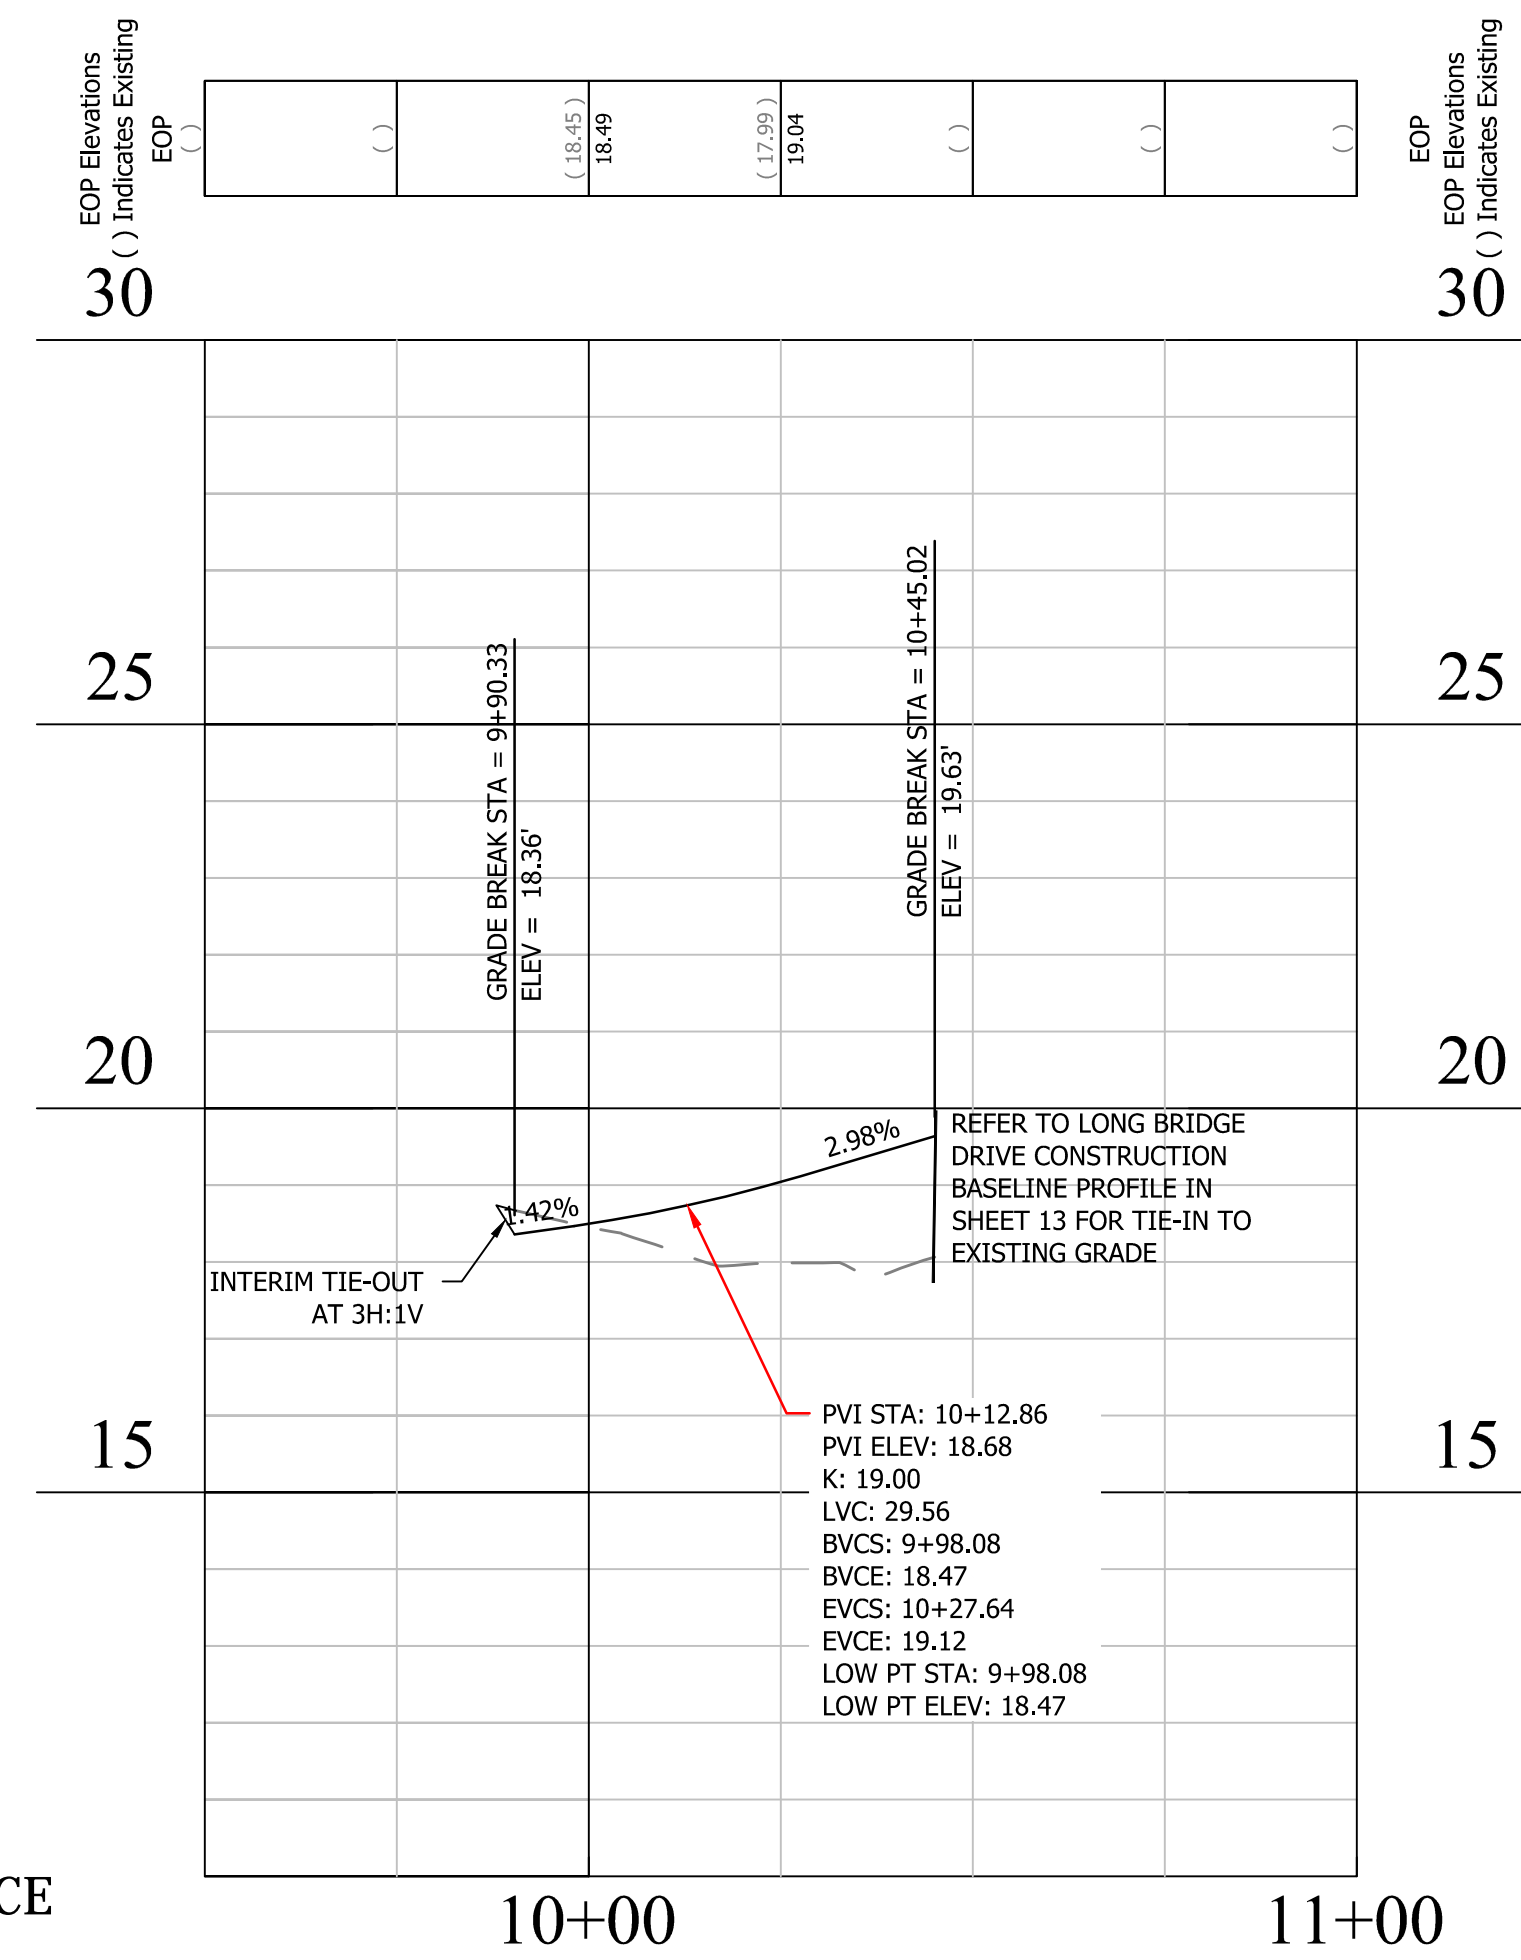 EOP Elevations
( ) Indicates Existing
EOP
( )
( )
( 18.45 )
18.49
( 17.99 )
19.04
( )
( )
( )
EOP
EOP Elevations
( ) Indicates Existing
30
30
25
25
20
20
15
15
GRADE BREAK STA = 9+90.33
ELEV = 18.36'
GRADE BREAK STA = 10+45.02
ELEV = 19.63'
1.42%
2.98%
REFER TO LONG BRIDGE
DRIVE CONSTRUCTION
BASELINE PROFILE IN
SHEET 13 FOR TIE-IN TO
EXISTING GRADE
INTERIM TIE-OUT
AT 3H:1V
PVI STA: 10+12.86
PVI ELEV: 18.68
K: 19.00
LVC: 29.56
BVCS: 9+98.08
BVCE: 18.47
EVCS: 10+27.64
EVCE: 19.12
LOW PT STA: 9+98.08
LOW PT ELEV: 18.47
CE
10+00
11+00